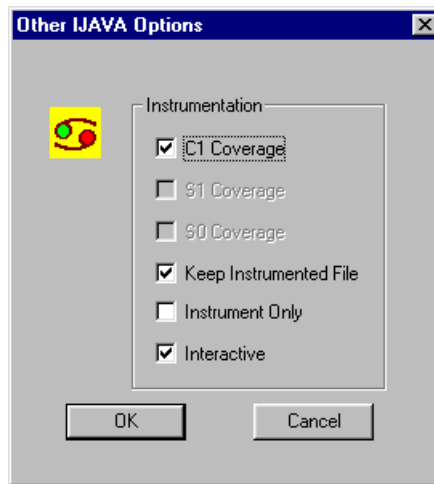 Other IJAVA Options
Instrumentation
C1 Coverage
S1 Coverage
S0 Coverage
Keep Instrumented File
Instrument Only
Interactive
OK Cancel